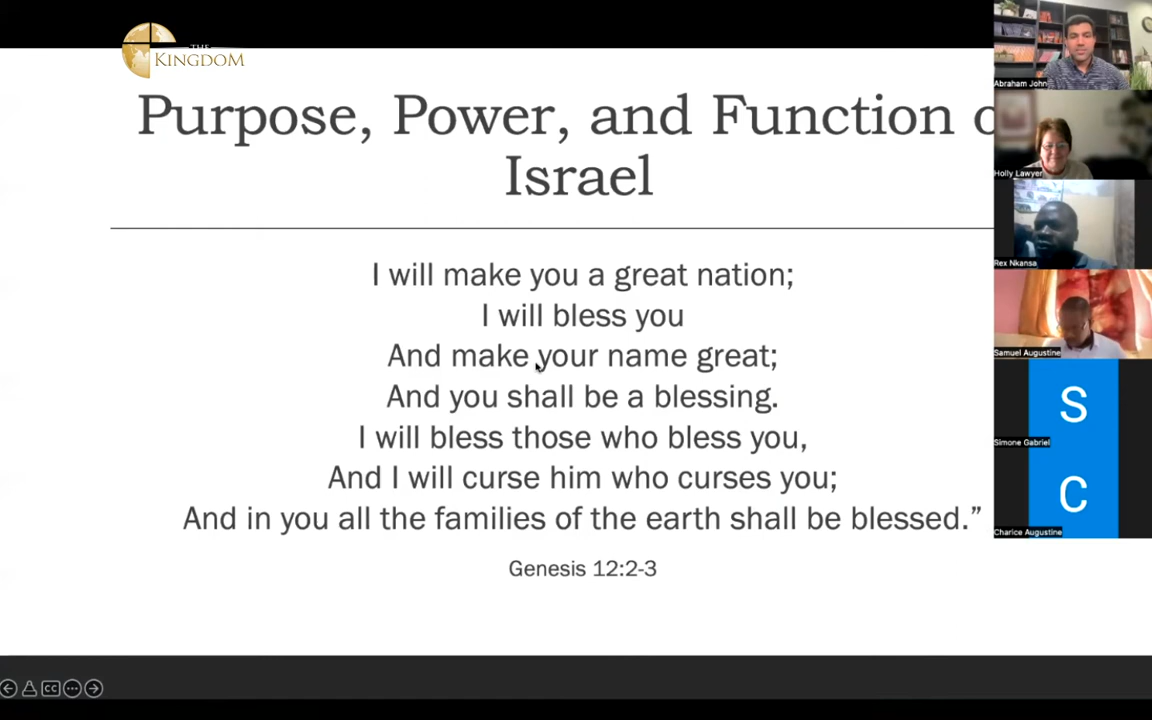 THE
KINGDOM
Purpose, Power, and Function
Israel
I will make you a great nation;
I will bless you
And make your name great;
And you shall be a blessing.
I will bless those who bless you,
And I will curse him who curses you;
And in you all the families of the earth shall be blessed.”
Genesis 12:2-3
Abraham John
Holly Lawyer
Rex Nkansa
Samuel Augustine
S
Simone Gabriel
C
Charice Augustine
CC